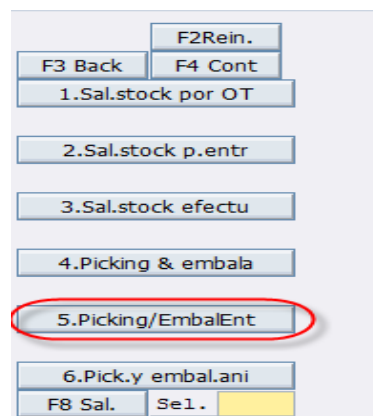 F2Rein.
F3 Back F4 Cont
1.Sal.stock por OT
2.Sal.stock p.entr
3.Sal.stock efectu
4.Picking & embala
5.Picking/EmbalEnt
6.Pick.y embal.ani
F8 Sal. Sel.